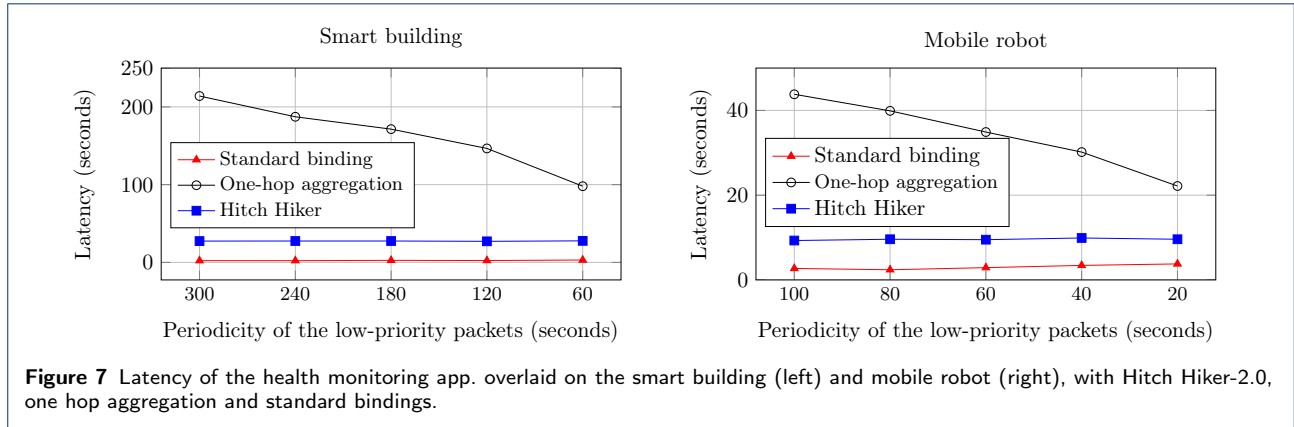 Smart building
250
200
100
0
Latency (seconds)
Standard binding
One-hop aggregation
Hitch Hiker
300 240 180 120 60
Periodicity of the low-priority packets (seconds)
Mobile robot
40
20
0
Latency (seconds)
Standard binding
One-hop aggregation
Hitch Hiker
100 80 60 40 20
Periodicity of the low-priority packets (seconds)
Figure 7 Latency of the health monitoring app. overlaid on the smart building (left) and mobile robot (right), with Hitch Hiker-2.0,
one hop aggregation and standard bindings.